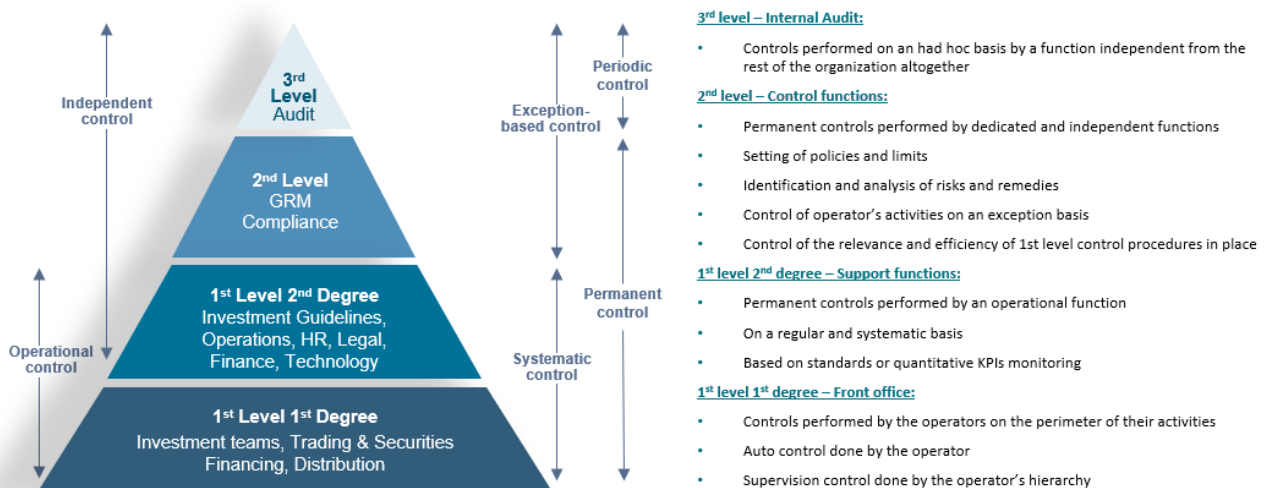 Independent
control
Operational
control
3rd
Level
Audit
2nd Level
GRM
Compliance
1st Level 2nd Degree
Investment Guidelines,
Operations, HR, Legal,
Finance, Technology
1st Level 1st Degree
Investment teams, Trading & Securities
Financing, Distribution
Exception-
based control
Systematic
control
Periodic
control
Permanent
control
3rd level – Internal Audit:
• Controls performed on an had hoc basis by a function independent from the
rest of the organization altogether
2nd level – Control functions:
• Permanent controls performed by dedicated and independent functions
• Setting of policies and limits
• Identification and analysis of risks and remedies
• Control of operator's activities on an exception basis
• Control of the relevance and efficiency of 1st level control procedures in place
1st level 2nd degree – Support functions:
• Permanent controls performed by an operational function
• On a regular and systematic basis
• Based on standards or quantitative KPIs monitoring
1st level 1st degree – Front office:
• Controls performed by the operators on the perimeter of their activities
• Auto control done by the operator
• Supervision control done by the operator's hierarchy